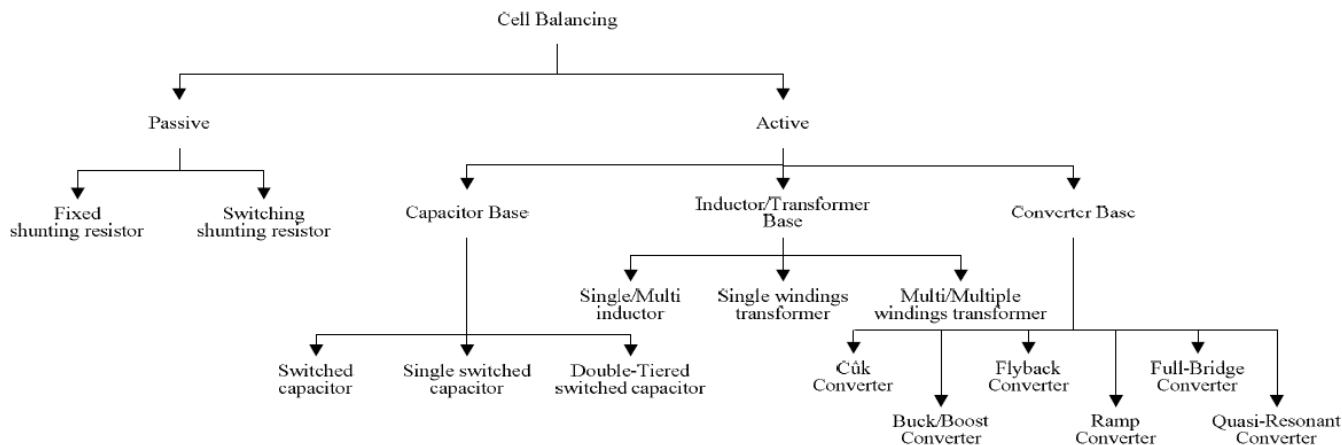 Cell Balancing
Passive
Active
Fixed
shunting resistor
Switching
shunting resistor
Capacitor Base
Inductor/Transformer
Base
Converter Base
Single/Multi
inductor
Single windings
transformer
Multi/Multiple
windings transformer
Switched
capacitor
Single switched
capacitor
Double-Tiered
switched capacitor
Cûk
Converter
Flyback
Converter
Full-Bridge
Converter
Buck/Boost
Converter
Ramp
Converter
Quasi-Resonant
Converter